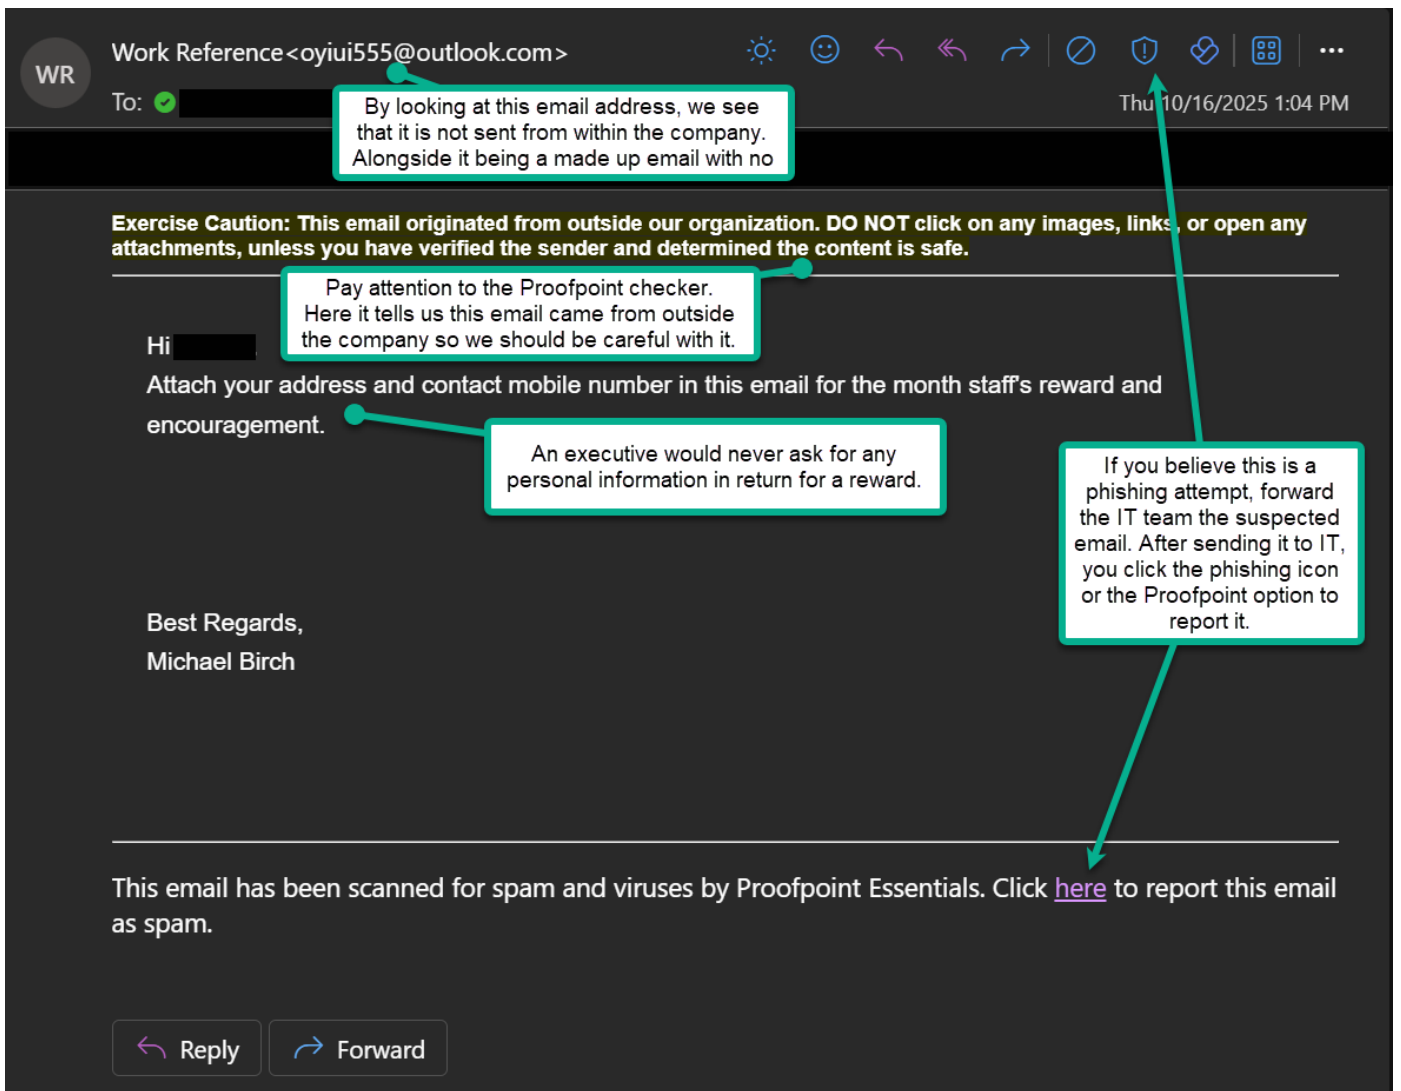 WR
Work Reference<oyiui555@outlook.com>
To:
Thu 10/16/2025 1:04 PM
By looking at this email address, we see
that it is not sent from within the company.
Alongside it being a made up email with no
Exercise Caution: This email originated from outside our organization. DO NOT click on any images, links, or open any
attachments, unless you have verified the sender and determined the content is safe.
Pay attention to the Proofpoint checker.
Here it tells us this email came from outside
the company so we should be careful with it.
Hi
Attach your address and contact mobile number in this email for the month staff's reward and
encouragement.
An executive would never ask for any
personal information in return for a reward.
If you believe this is a
phishing attempt, forward
the IT team the suspected
email. After sending it to IT,
you click the phishing icon
or the Proofpoint option to
report it.
Best Regards,
Michael Birch
This email has been scanned for spam and viruses by Proofpoint Essentials. Click here to report this email
as spam.
Reply
Forward